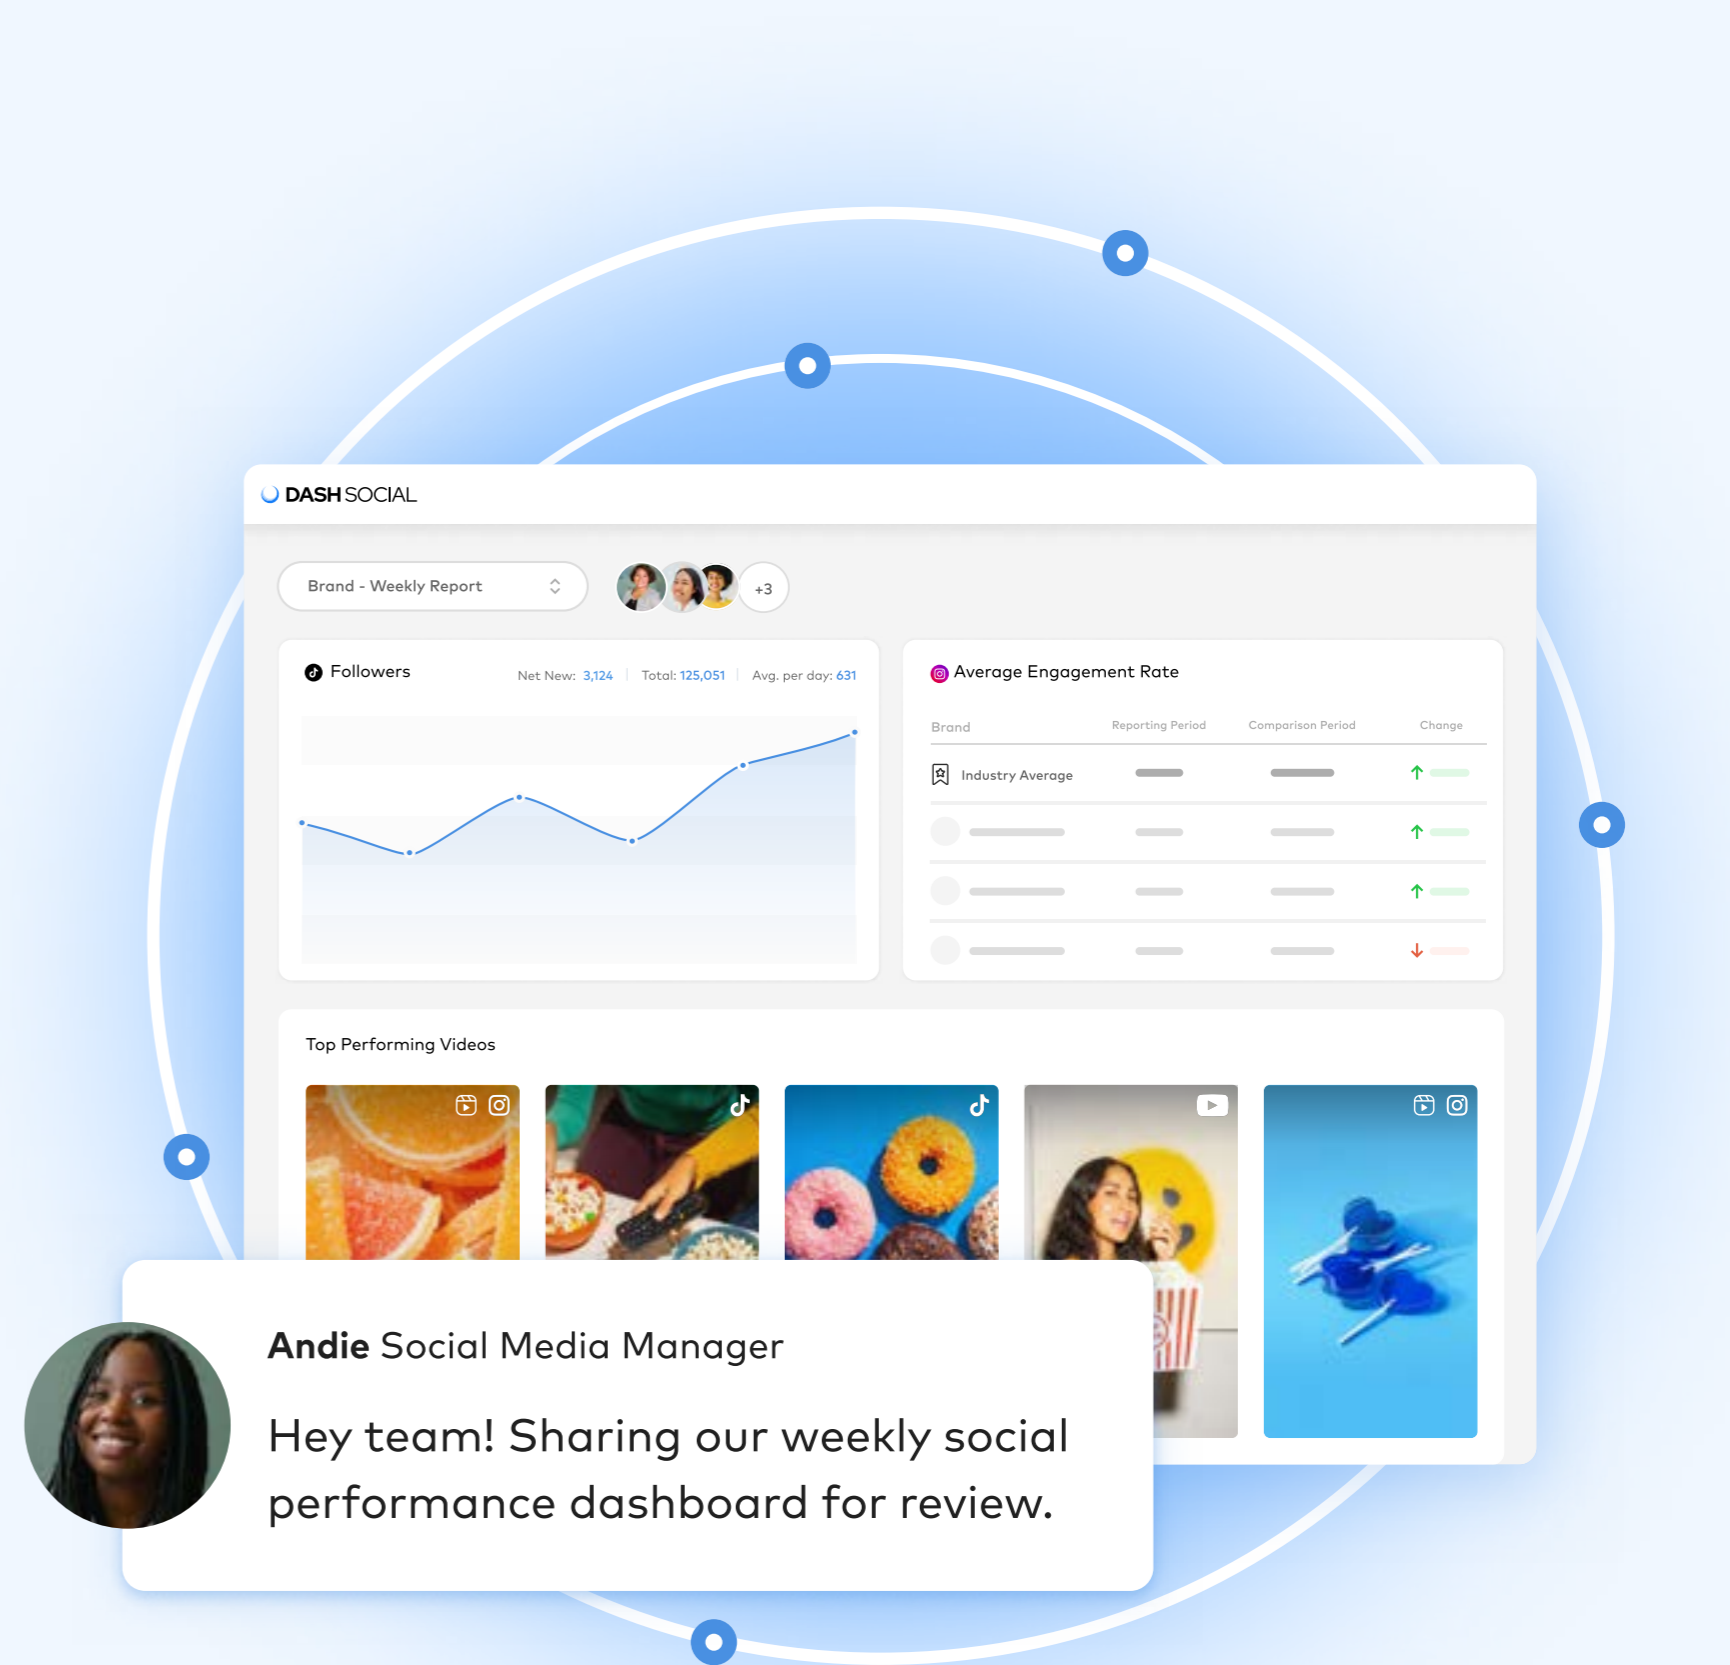 DASH SOCIAL
Brand - Weekly Report
+3
Followers
Net New: 3,124
Total: 125,051
Avg. per day: 631
Average Engagement Rate
Brand
Reporting Period
Comparison Period
Change
Industry Average
Top Performing Videos
Andie Social Media Manager
Hey team! Sharing our weekly social
performance dashboard for review.